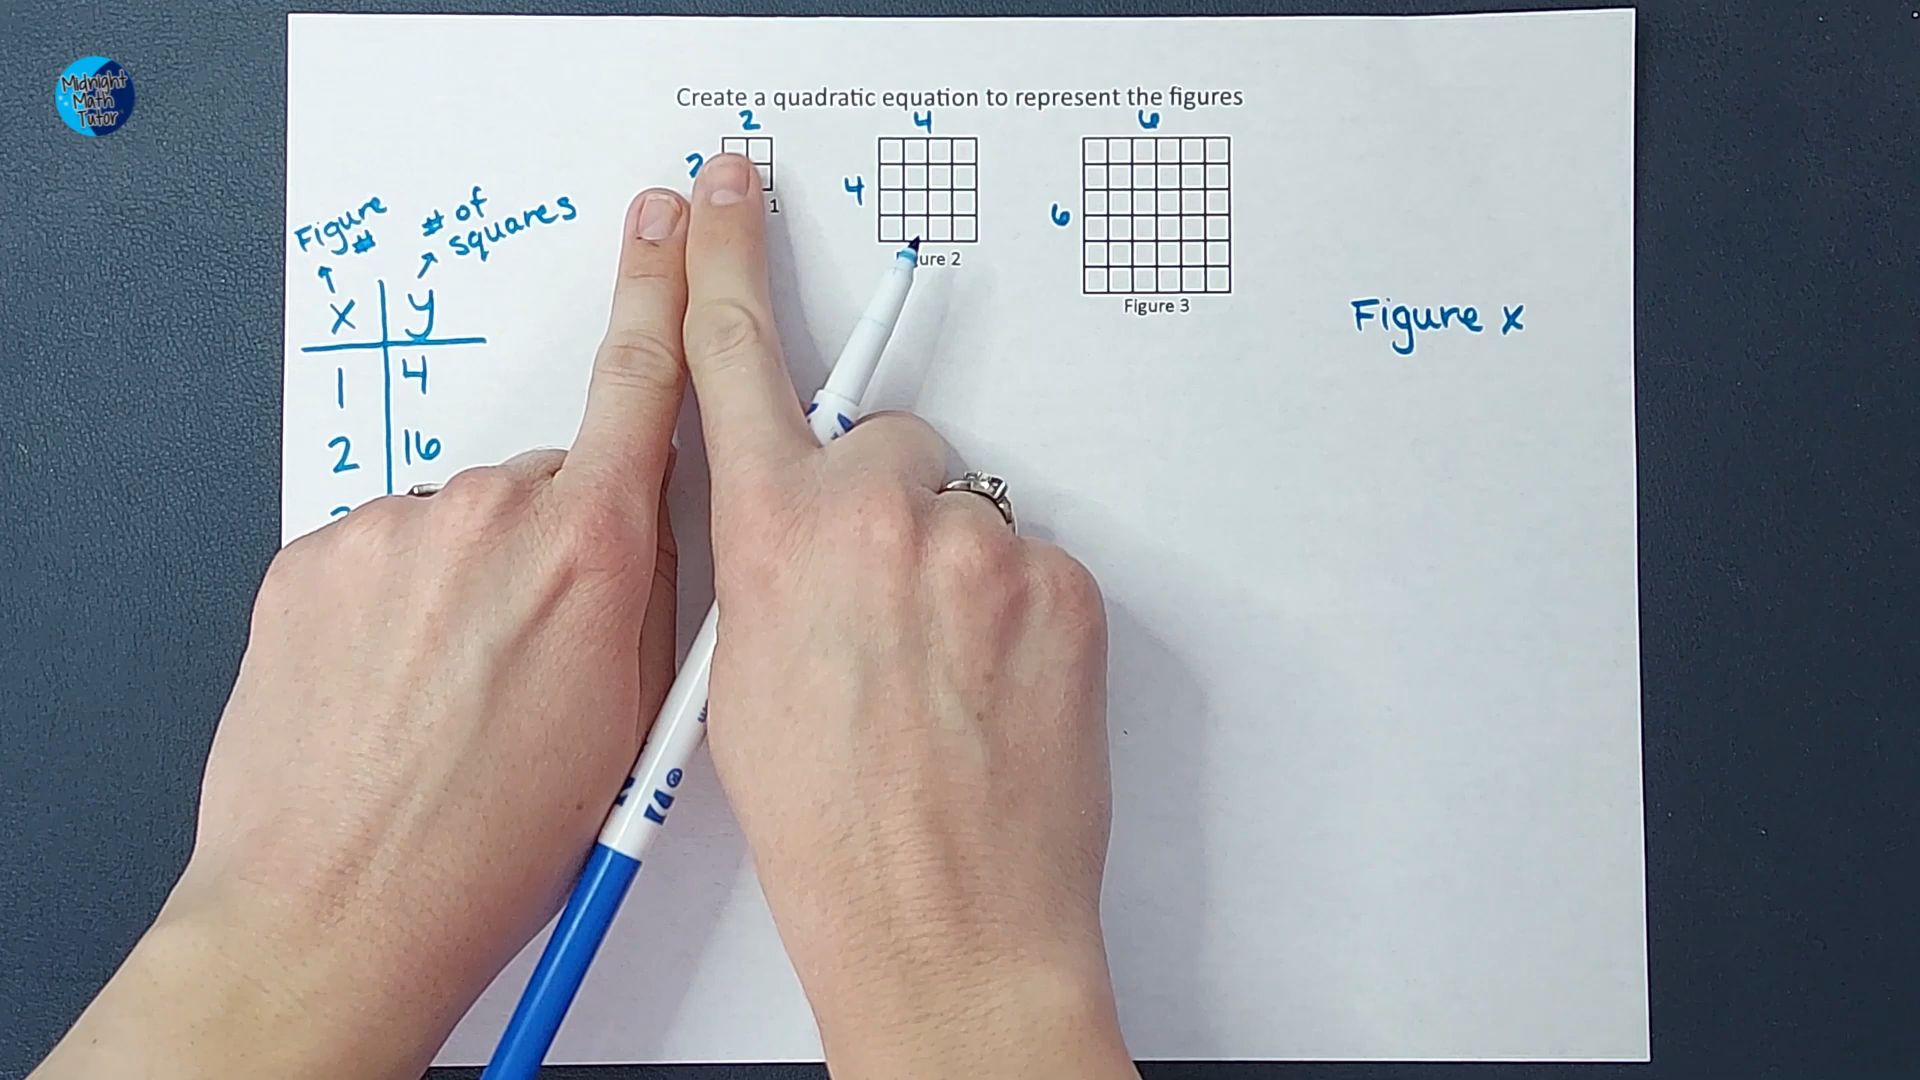 Midnight
Math
Tutor
Create a quadratic equation to represent the figures
2
4
6
2
4
6
1
ure 2
Figure 3
Figure x
Figure
#
# of
squares
x y
1 4
2 16